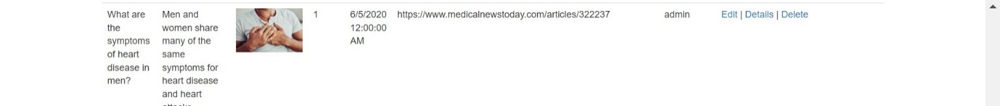 What are
the
symptoms
of heart
disease in
men?
Men and
women share
many of the
same
symptoms for
heart disease
and heart
1
6/5/2020
12:00:00
AM
https://www.medicalnewstoday.com/articles/322237
admin
Edit | Details | Delete